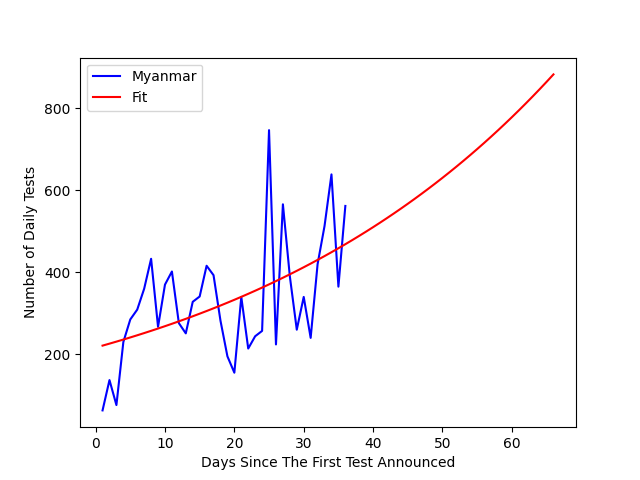 Myanmar
Fit
800
600
400
200
Number of Daily Tests
0 10 20 30 40 50 60
Days Since The First Test Announced